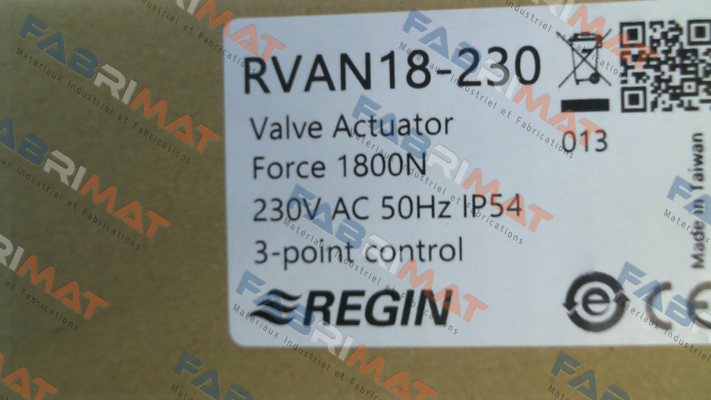 RVAN18-230
Valve Actuator
Force 1800N
230V AC 50Hz IP54
3-point control
REGIN
013
Made in Taiwan
e
CE
FABRIMAT
Materiaux Industriel et Fabrications